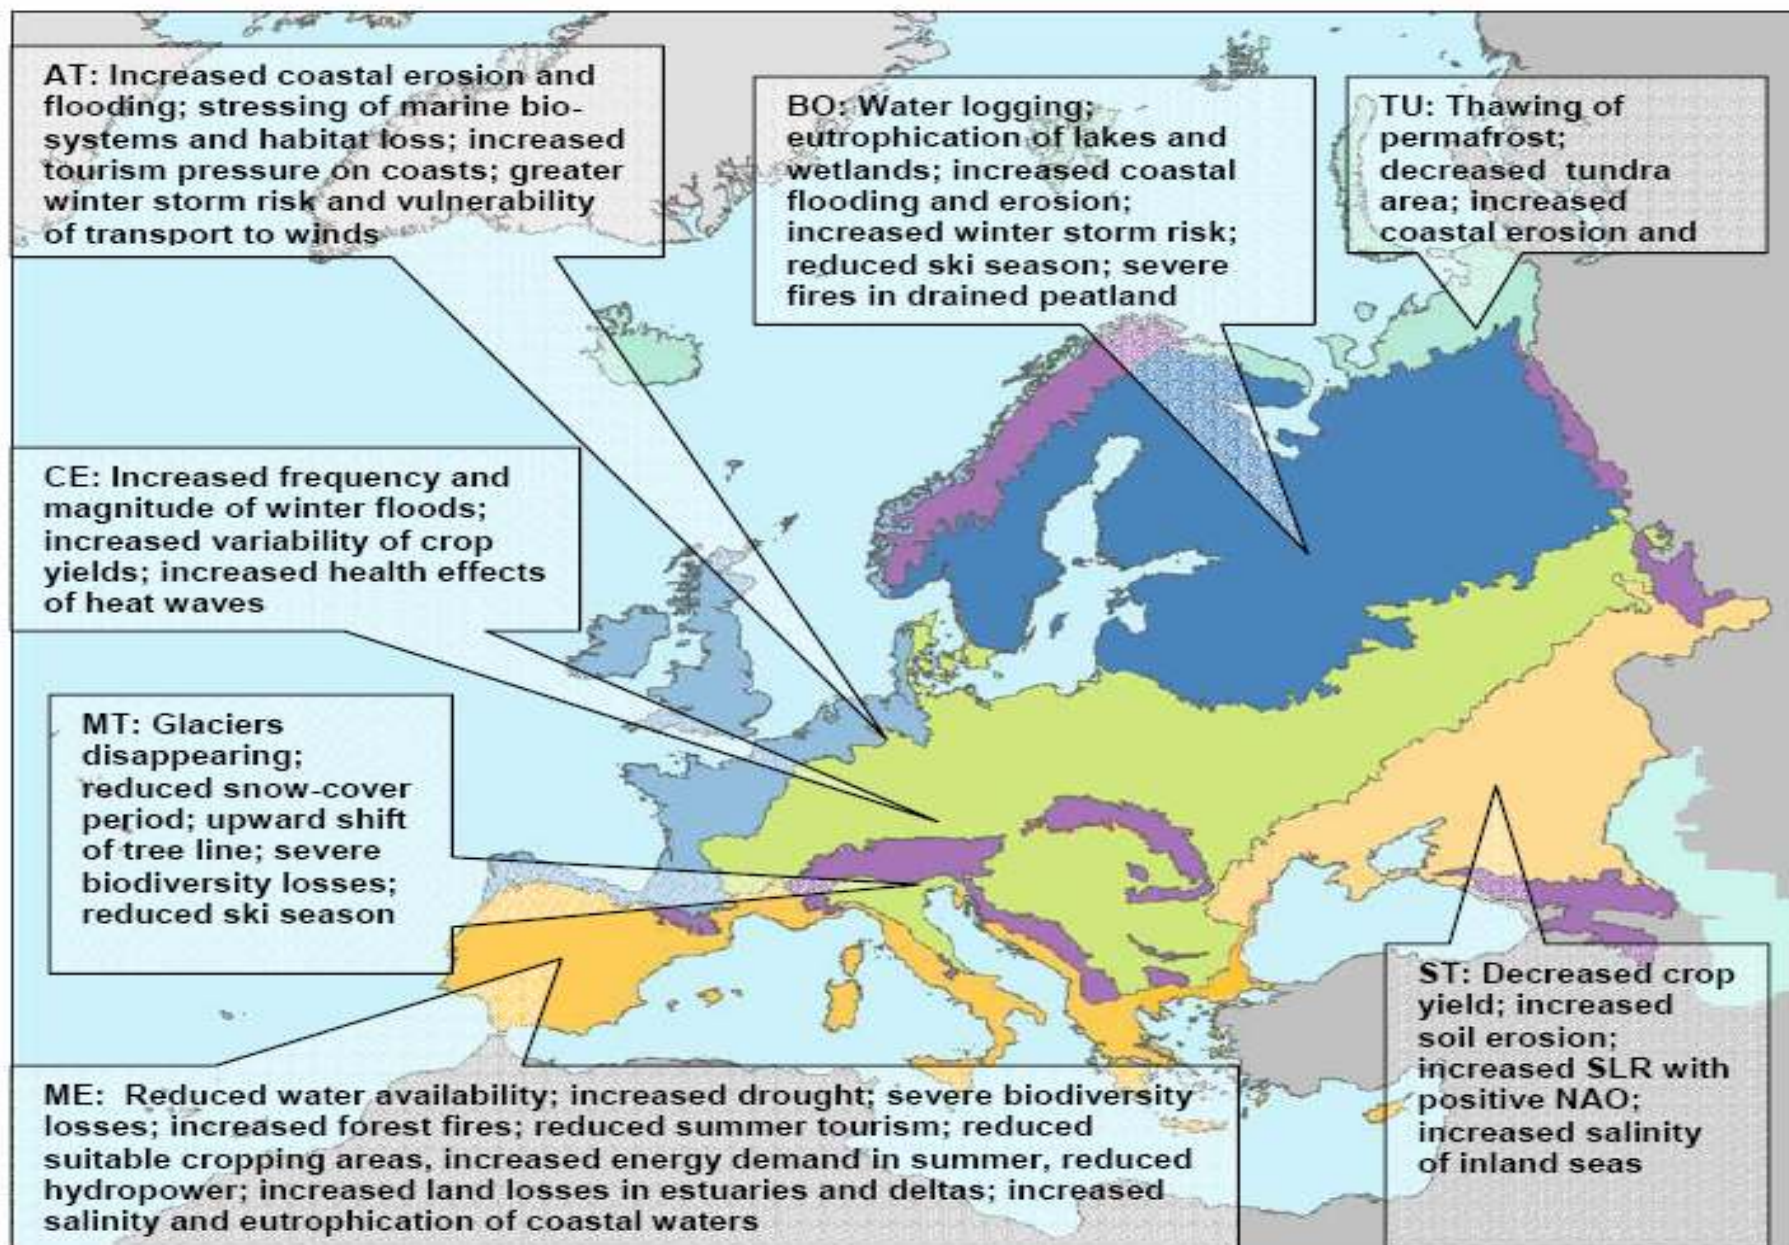 AT: Increased coastal erosion and
flooding; stressing of marine bio-
systems and habitat loss; increased
tourism pressure on coasts; greater
winter storm risk and vulnerability
of transport to winds
BO: Water logging;
eutrophication of lakes and
wetlands; increased coastal
flooding and erosion;
increased winter storm risk;
reduced ski season; severe
fires in drained peatland
TU: Thawing of
permafrost;
decreased tundra
area; increased
coastal erosion and
CE: Increased frequency and
magnitude of winter floods;
increased variability of crop
yields; increased health effects
of heat waves
MT: Glaciers
disappearing;
reduced snow-cover
period; upward shift
of tree line; severe
biodiversity losses;
reduced ski season
ST: Decreased crop
yield; increased
soil erosion;
increased SLR with
positive NAO;
increased salinity
of inland seas
ME: Reduced water availability; increased drought; severe biodiversity
losses; increased forest fires; reduced summer tourism; reduced
suitable cropping areas, increased energy demand in summer, reduced
hydropower; increased land losses in estuaries and deltas; increased
salinity and eutrophication of coastal waters